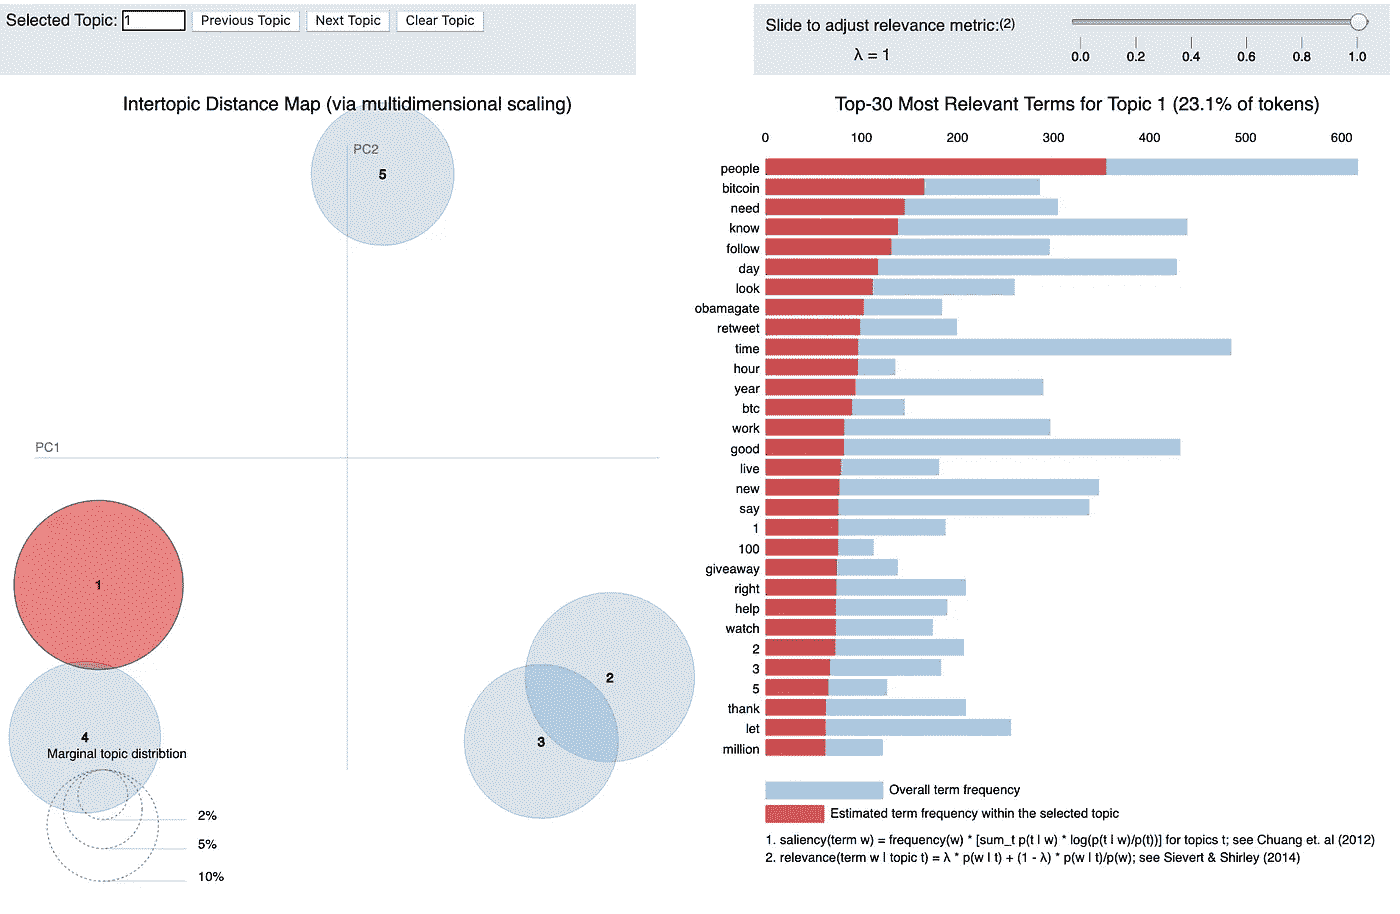 Selected Topic: 1 Previous Topic Next Topic Clear Topic
Slide to adjust relevance metric:(2)
λ = 1
0.0 0.2 0.4 0.6 0.8 1.0
Intertopic Distance Map (via multidimensional scaling)
PC2
5
PC1
1
2
3
4
Marginal topic distribtion
2%
5%
10%
Top-30 Most Relevant Terms for Topic 1 (23.1% of tokens)
0 100 200 300 400 500 600
people
bitcoin
need
know
follow
day
look
obamagate
retweet
time
hour
year
btc
work
good
live
new
say
1
100
giveaway
right
help
watch
2
3
5
thank
let
million
Overall term frequency
Estimated term frequency within the selected topic
1. saliency(term w) = frequency(w) * [sum_t p(t | w) * log(p(t | w)/p(t))] for topics t; see Chuang et. al (2012)
2. relevance(term w | topic t) = λ * p(w | t) + (1 - λ) * p(w | t)/p(w); see Sievert & Shirley (2014)